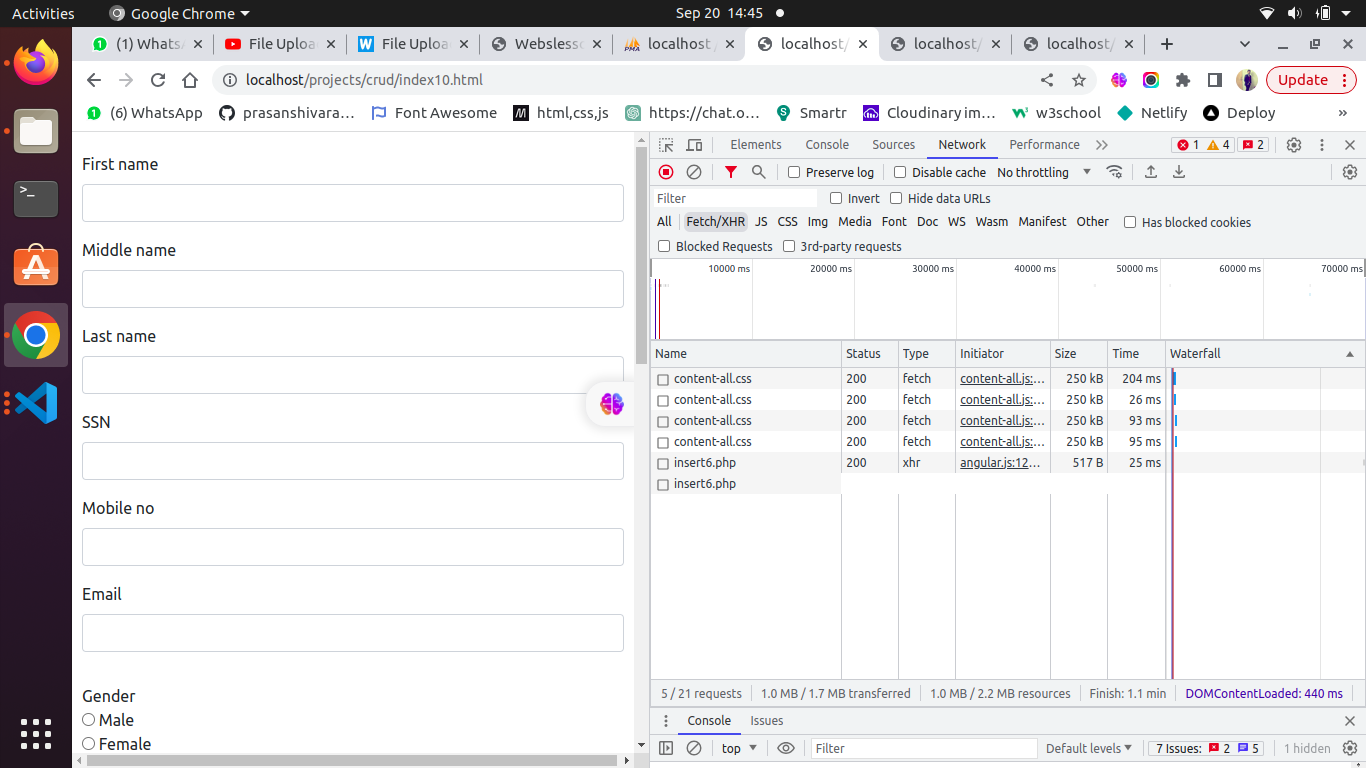 Activities Google Chrome Sep 20 14:45
(1) Whats File Uploa File Uploa Webslesso localhost / localhost/ localhost/ localhost/
localhost/projects/crud/index10.html Update
(6) WhatsApp prasanshivara… Font Awesome html,css,js https://chat.o… Smartr Cloudinary im… w3school Netlify Deploy »
First name
Middle name
Last name
SSN
Mobile no
Email
Gender
Male
Female
Elements Console Sources Network Performance 1 4 2
Preserve log Disable cache No throttling
Filter Invert Hide data URLs
All Fetch/XHR JS CSS Img Media Font Doc WS Wasm Manifest Other Has blocked cookies
Blocked Requests 3rd-party requests
10000 ms 20000 ms 30000 ms 40000 ms 50000 ms 60000 ms 70000 ms
Name Status Type Initiator Size Time Waterfall
content-all.css 200 fetch content-all.js:… 250 kB 204 ms
content-all.css 200 fetch content-all.js:… 250 kB 26 ms
content-all.css 200 fetch content-all.js:… 250 kB 93 ms
content-all.css 200 fetch content-all.js:… 250 kB 95 ms
insert6.php 200 xhr angular.js:12… 517 B 25 ms
insert6.php
5 / 21 requests 1.0 MB / 1.7 MB transferred 1.0 MB / 2.2 MB resources Finish: 1.1 min DOMContentLoaded: 440 ms
Console Issues
top Filter Default levels 7 Issues: 2 5 1 hidden